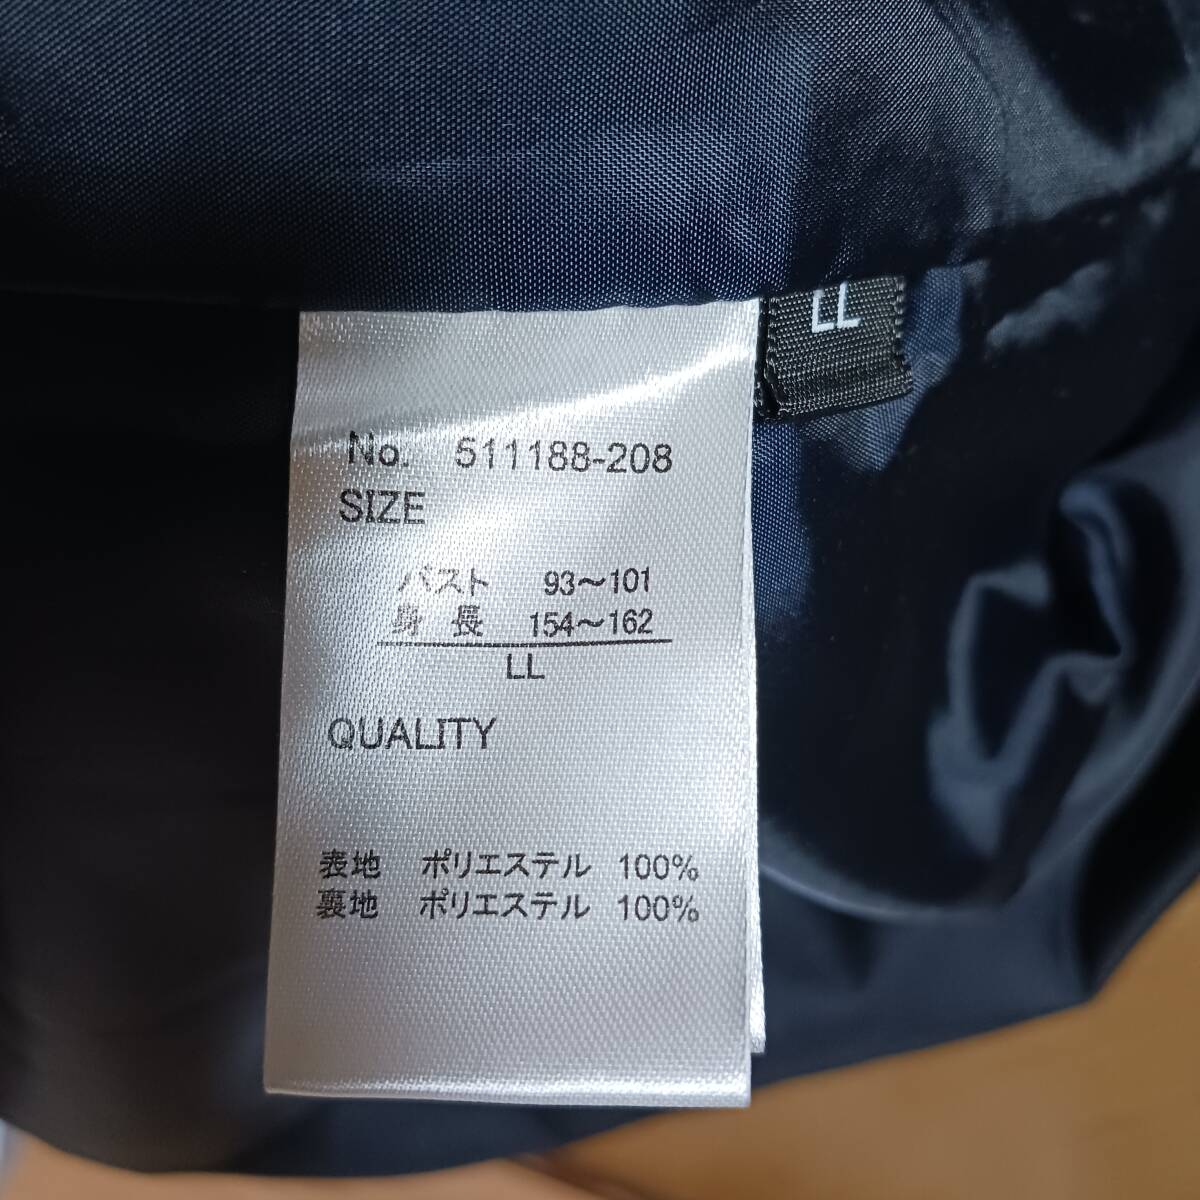 LL
No. 511188-208
SIZE
バスト 93～101
身長 154～162
LL
QUALITY
表地 ポリエステル 100%
裏地 ポリエステル 100%